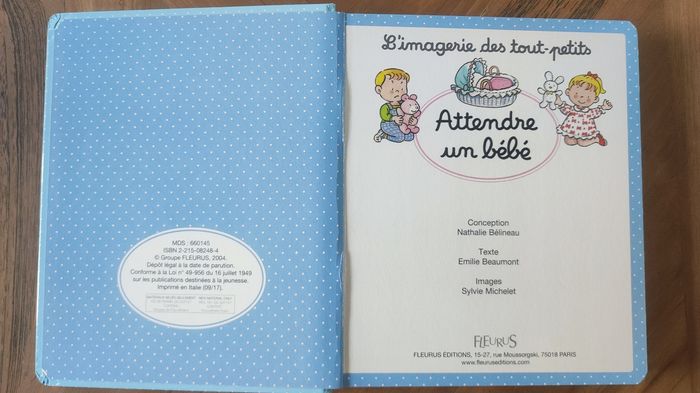 MDS : 660145
ISBN 2-215-08248-4
© Groupe FLEURUS, 2004.
Dépôt légal à la date de parution.
Conforme à la Loi n° 49-956 du 16 juillet 1949
sur les publications destinées à la jeunesse.
Imprimé en Italie (09/17).
L'imagerie des tout-petits
Attendre
un bébé
Conception
Nathalie Bélineau
Texte
Emilie Beaumont
Images
Sylvie Michelet
FLEURUS
FLEURUS ÉDITIONS, 15-27, rue Moussorgski, 75018 PARIS
www.fleuruseditions.com